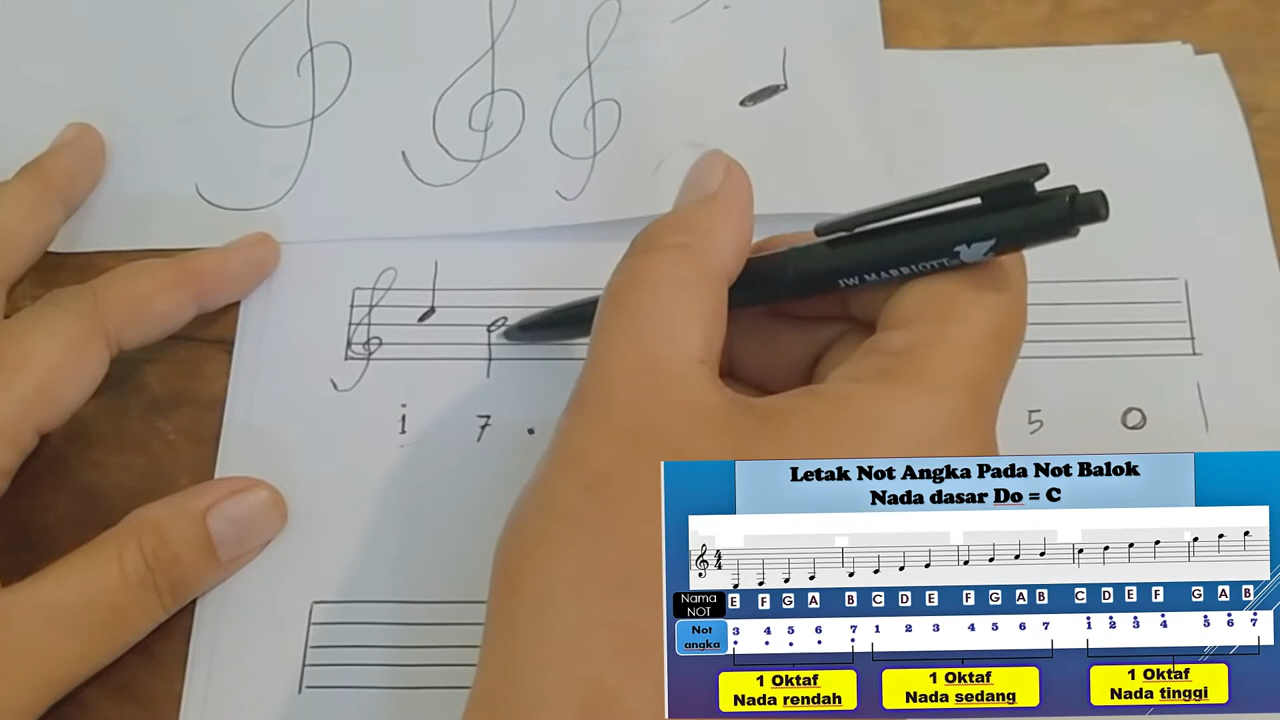 JW MARRIOTT
i 7 .
5 0
Letak Not Angka Pada Not Balok
Nada dasar Do = C
4
4
Nama NOT E F G A B C D E F G A B C D E F G A B
Not angka 3 4 5 6 7 1 2 3 4 5 6 7 1 2 3 4 5 6 7
1 Oktaf
Nada rendah
1 Oktaf
Nada sedang
1 Oktaf
Nada tinggi